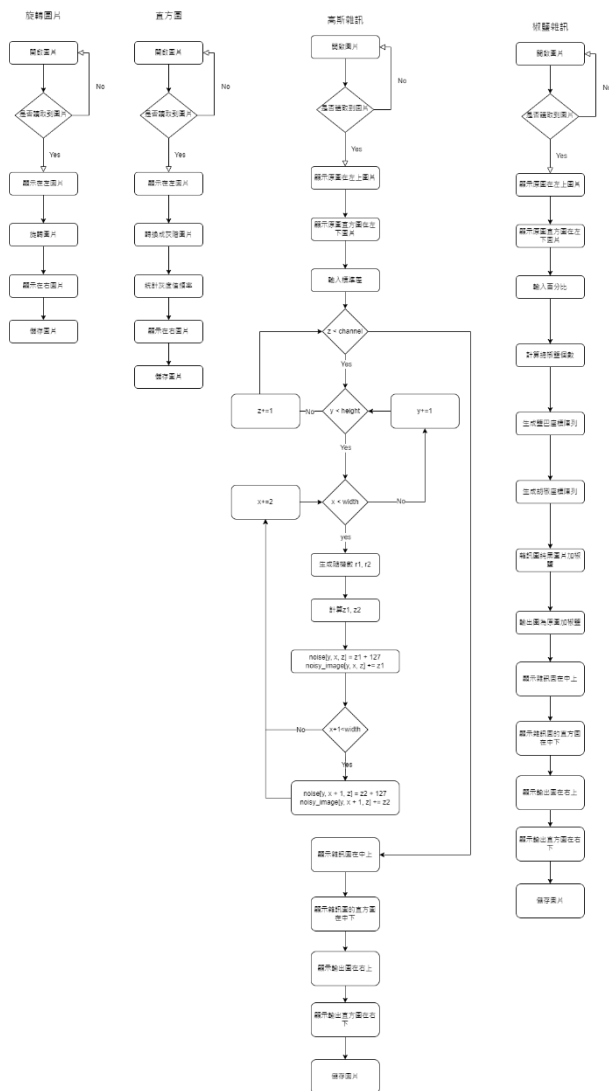 旋轉圖片
開啟圖片
No
是否讀取到圖片
Yes
顯示在左圖片
旋轉圖片
顯示在右圖片
儲存圖片
直方圖
開啟圖片
No
是否讀取到圖片
Yes
顯示在左圖片
轉換成灰階圖片
統計灰度值頻率
顯示在右圖片
儲存圖片
高斯雜訊
開啟圖片
No
是否讀取到圖片
Yes
顯示原圖在左上圖片
顯示原圖直方圖在左
下圖片
輸入標準差
z < channel
Yes
z+=1
No
y < height
y+=1
Yes
x+=2
x < width
No
yes
生成隨機數 r1, r2
計算z1, z2
noise[y, x, z] = z1 + 127
noisy_image[y, x, z] += z1
No
x+1<width
Yes
noise[y, x + 1, z] = z2 + 127
noisy_image[y, x + 1, z] += z2
顯示雜訊圖在中上
顯示雜訊圖的直方圖
在中下
顯示輸出圖在右上
顯示輸出直方圖在右
下
儲存圖片
椒鹽雜訊
開啟圖片
No
是否讀取到圖片
Yes
顯示原圖在左上圖片
顯示原圖直方圖在左
下圖片
輸入百分比
計算總椒鹽個數
生成鹽巴座標陣列
生成胡椒座標陣列
雜訊圖純黑圖片加椒
鹽
輸出圖為原圖加椒鹽
顯示雜訊圖在中上
顯示雜訊圖的直方圖
在中下
顯示輸出圖在右上
顯示輸出直方圖在右
下
儲存圖片